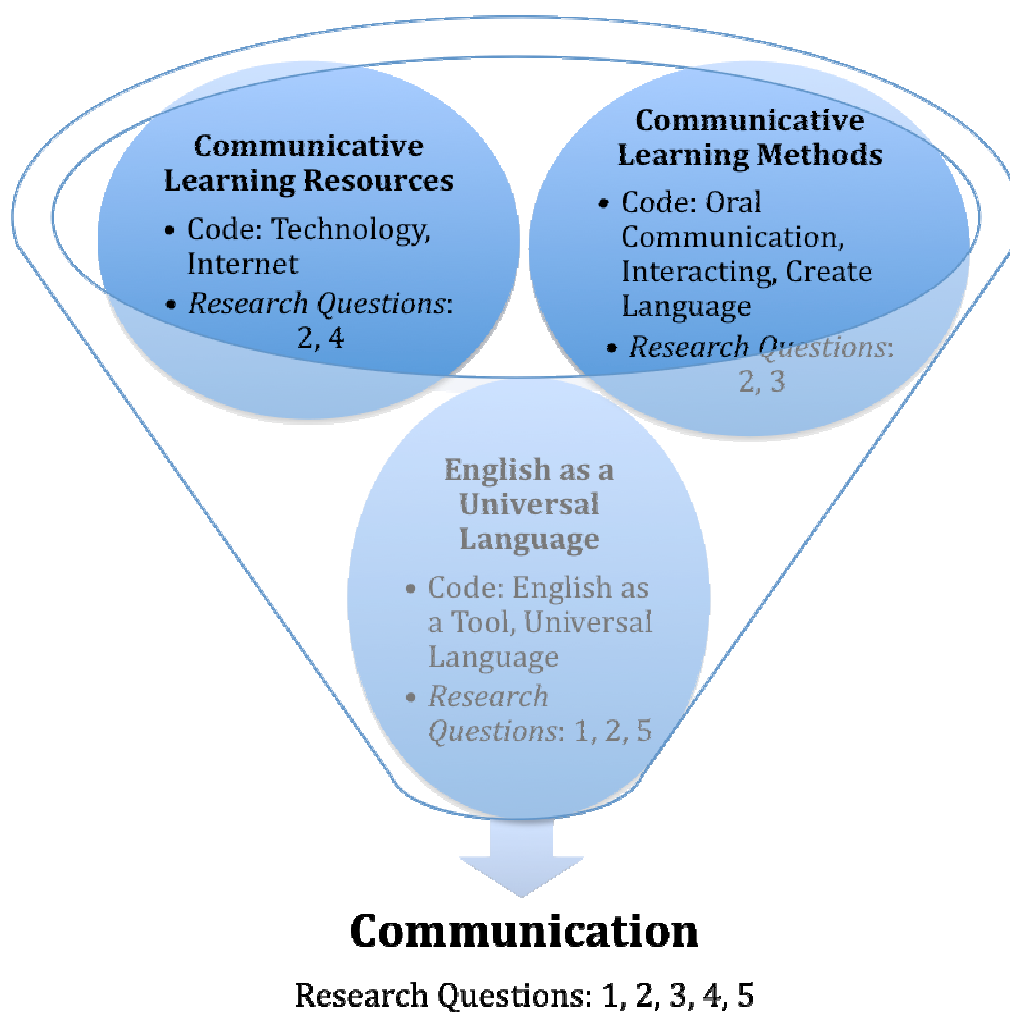 Communicative
Learning Resources
• Code: Technology,
Internet
• Research Questions:
2, 4
Communicative
Learning Methods
• Code: Oral
Communication,
Interacting, Create
Language
• Research Questions:
2, 3
English as a
Universal
Language
• Code: English as
a Tool, Universal
Language
• Research
Questions: 1, 2, 5
Communication
Research Questions: 1, 2, 3, 4, 5